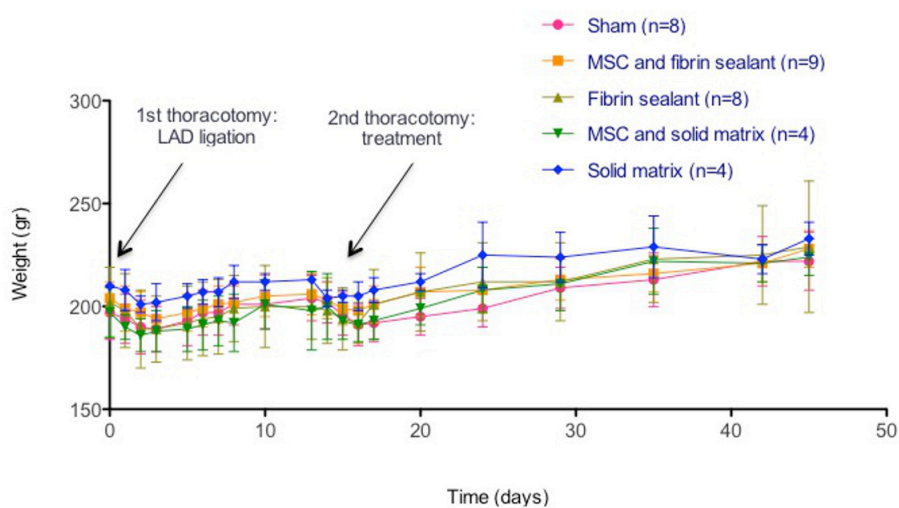 Sham (n=8)
MSC and fibrin sealant (n=9)
Fibrin sealant (n=8)
MSC and solid matrix (n=4)
Solid matrix (n=4)
1st thoracotomy:
LAD ligation
2nd thoracotomy:
treatment
Weight (gr)
300
250
200
150
0
10
20
30
40
50
Time (days)